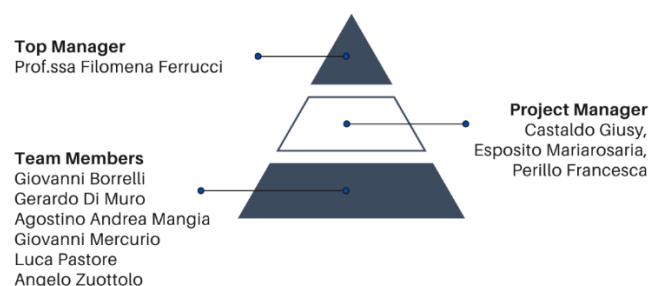 Top Manager
Prof.ssa Filomena Ferrucci
Project Manager
Castaldo Giusy,
Esposito Mariarosaria,
Perillo Francesca
Team Members
Giovanni Borrelli
Gerardo Di Muro
Agostino Andrea Mangia
Giovanni Mercurio
Luca Pastore
Angelo Zuottolo